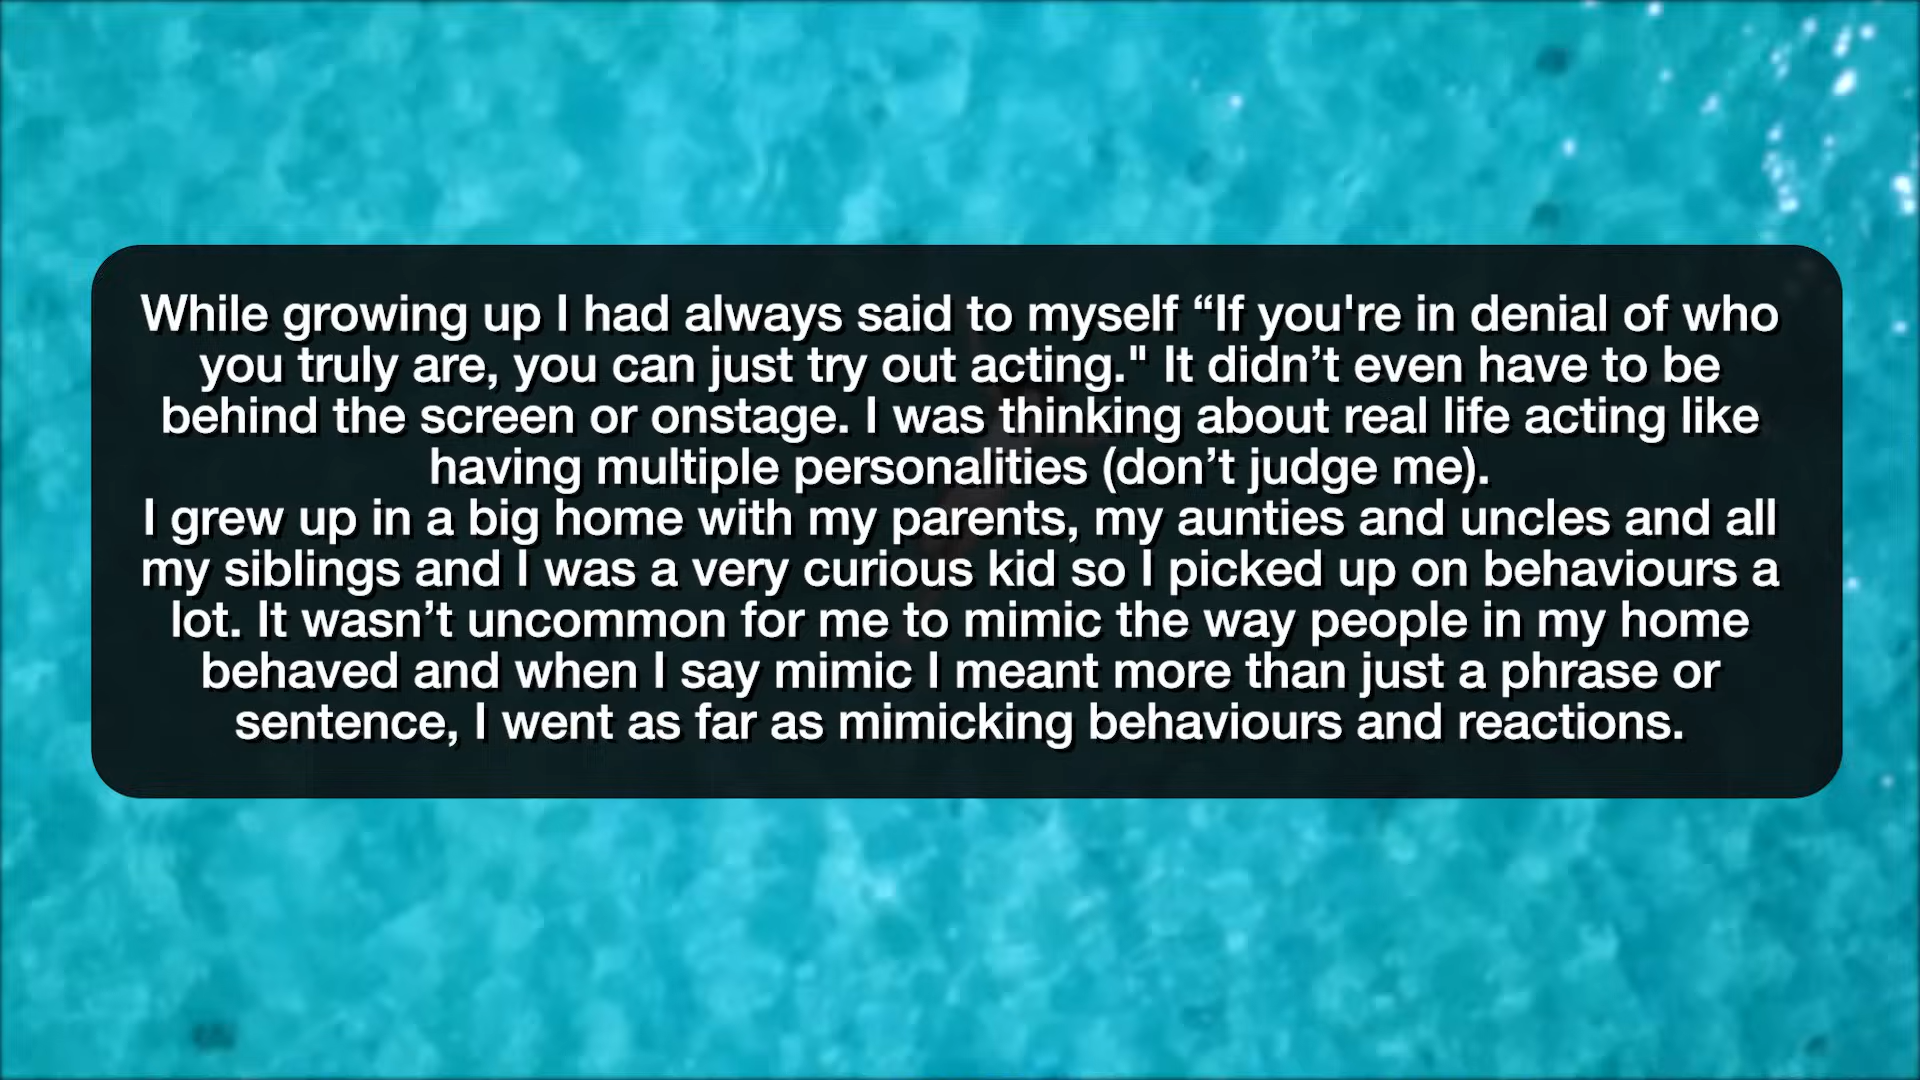 While growing up I had always said to myself “If you're in denial of who
you truly are, you can just try out acting." It didn’t even have to be
behind the screen or onstage. I was thinking about real life acting like
having multiple personalities (don’t judge me).
I grew up in a big home with my parents, my aunties and uncles and all
my siblings and I was a very curious kid so I picked up on behaviours a
lot. It wasn’t uncommon for me to mimic the way people in my home
behaved and when I say mimic I meant more than just a phrase or
sentence, I went as far as mimicking behaviours and reactions.